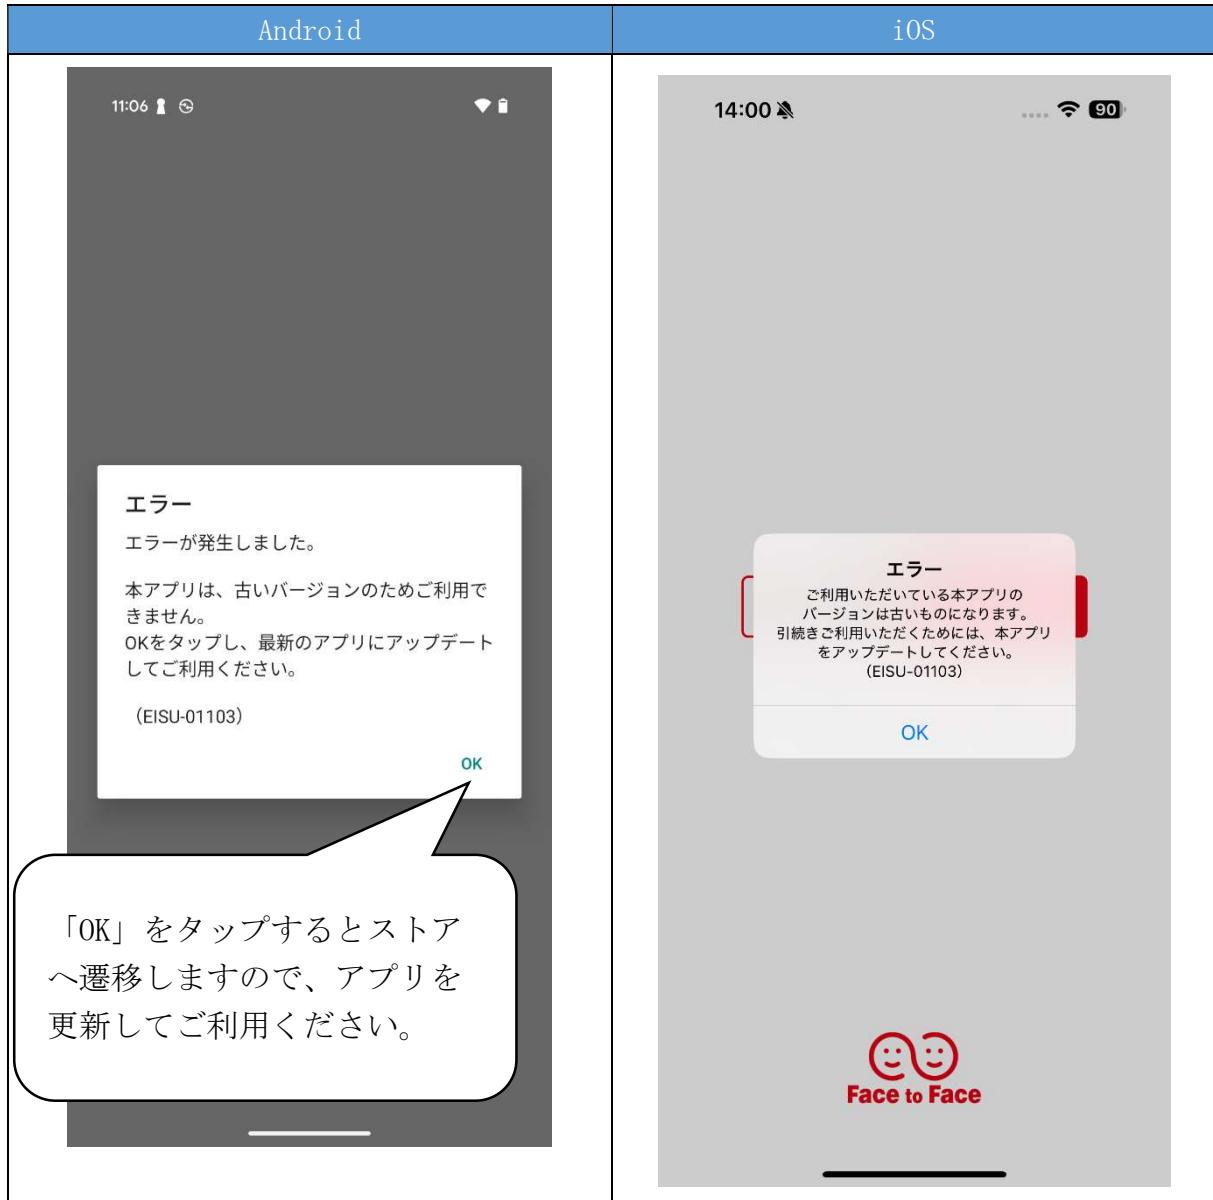 Android
iOS
11:06
エラー
エラーが発生しました。
本アプリは、古いバージョンのためご利用で
きません。
OKをタップし、最新のアプリにアップデート
してご利用ください。
（EISU-01103）
OK
「OK」をタップするとストア
へ遷移しますので、アプリを
更新してご利用ください。
14:00
90
エラー
ご利用いただいている本アプリの
バージョンは古いものになります。
引続きご利用いただくためには、本アプリ
をアップデートしてください。
（EISU-01103）
OK
Face to Face